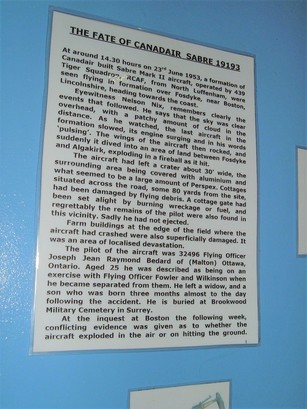 THE FATE OF CANADAIR SABRE 19193
At around 14.30 hours on 23rd June 1953, a formation of
Canadair built Sabre Mark II aircraft, operated by 439
Tiger Squadron, RCAF, from North Luffenham, were
seen flying in formation over Fosdyke, near Boston,
Lincolnshire, heading towards the coast.
Eyewitness Nelson Nix, remembers clearly the
events that followed. He says that the sky was clear
overhead, with a patchy amount of cloud in the
distance. As he watched, the last aircraft in the
formation slowed, its engine surging and in his words
'pulsing'. The wings of the aircraft then rocked, and
suddenly it dived into an area of land between Fosdyke
and Algakirk, exploding in a fireball as it hit.
The aircraft had left a crater about 30' wide, the
surrounding area being covered with aluminium and
what seemed to be a large amount of Perspex. Cottages
situated across the road, some 80 yards from the site,
had been damaged by flying debris. A cottage gate had
been set alight by burning wreckage or fuel, and
regrettably the remains of the pilot were also found in
this vicinity. Sadly he had not ejected.
Farm buildings at the edge of the field where the
aircraft had crashed were also superficially damaged. It
was an area of localised devastation.
The pilot of the aircraft was 32496 Flying Officer
Joseph Jean Raymond Bedard of (Malton) Ottawa,
Ontario. Aged 25 he was described as being on an
exercise with Flying Officer Fowler and Wilkinson when
he became separated from them. He left a widow, and a
son who was born three months almost to the day
following the accident. He is buried at Brookwood
Military Cemetery in Surrey.
At the inquest at Boston the following week,
conflicting evidence was given as to whether the
aircraft exploded in the air or on hitting the ground.